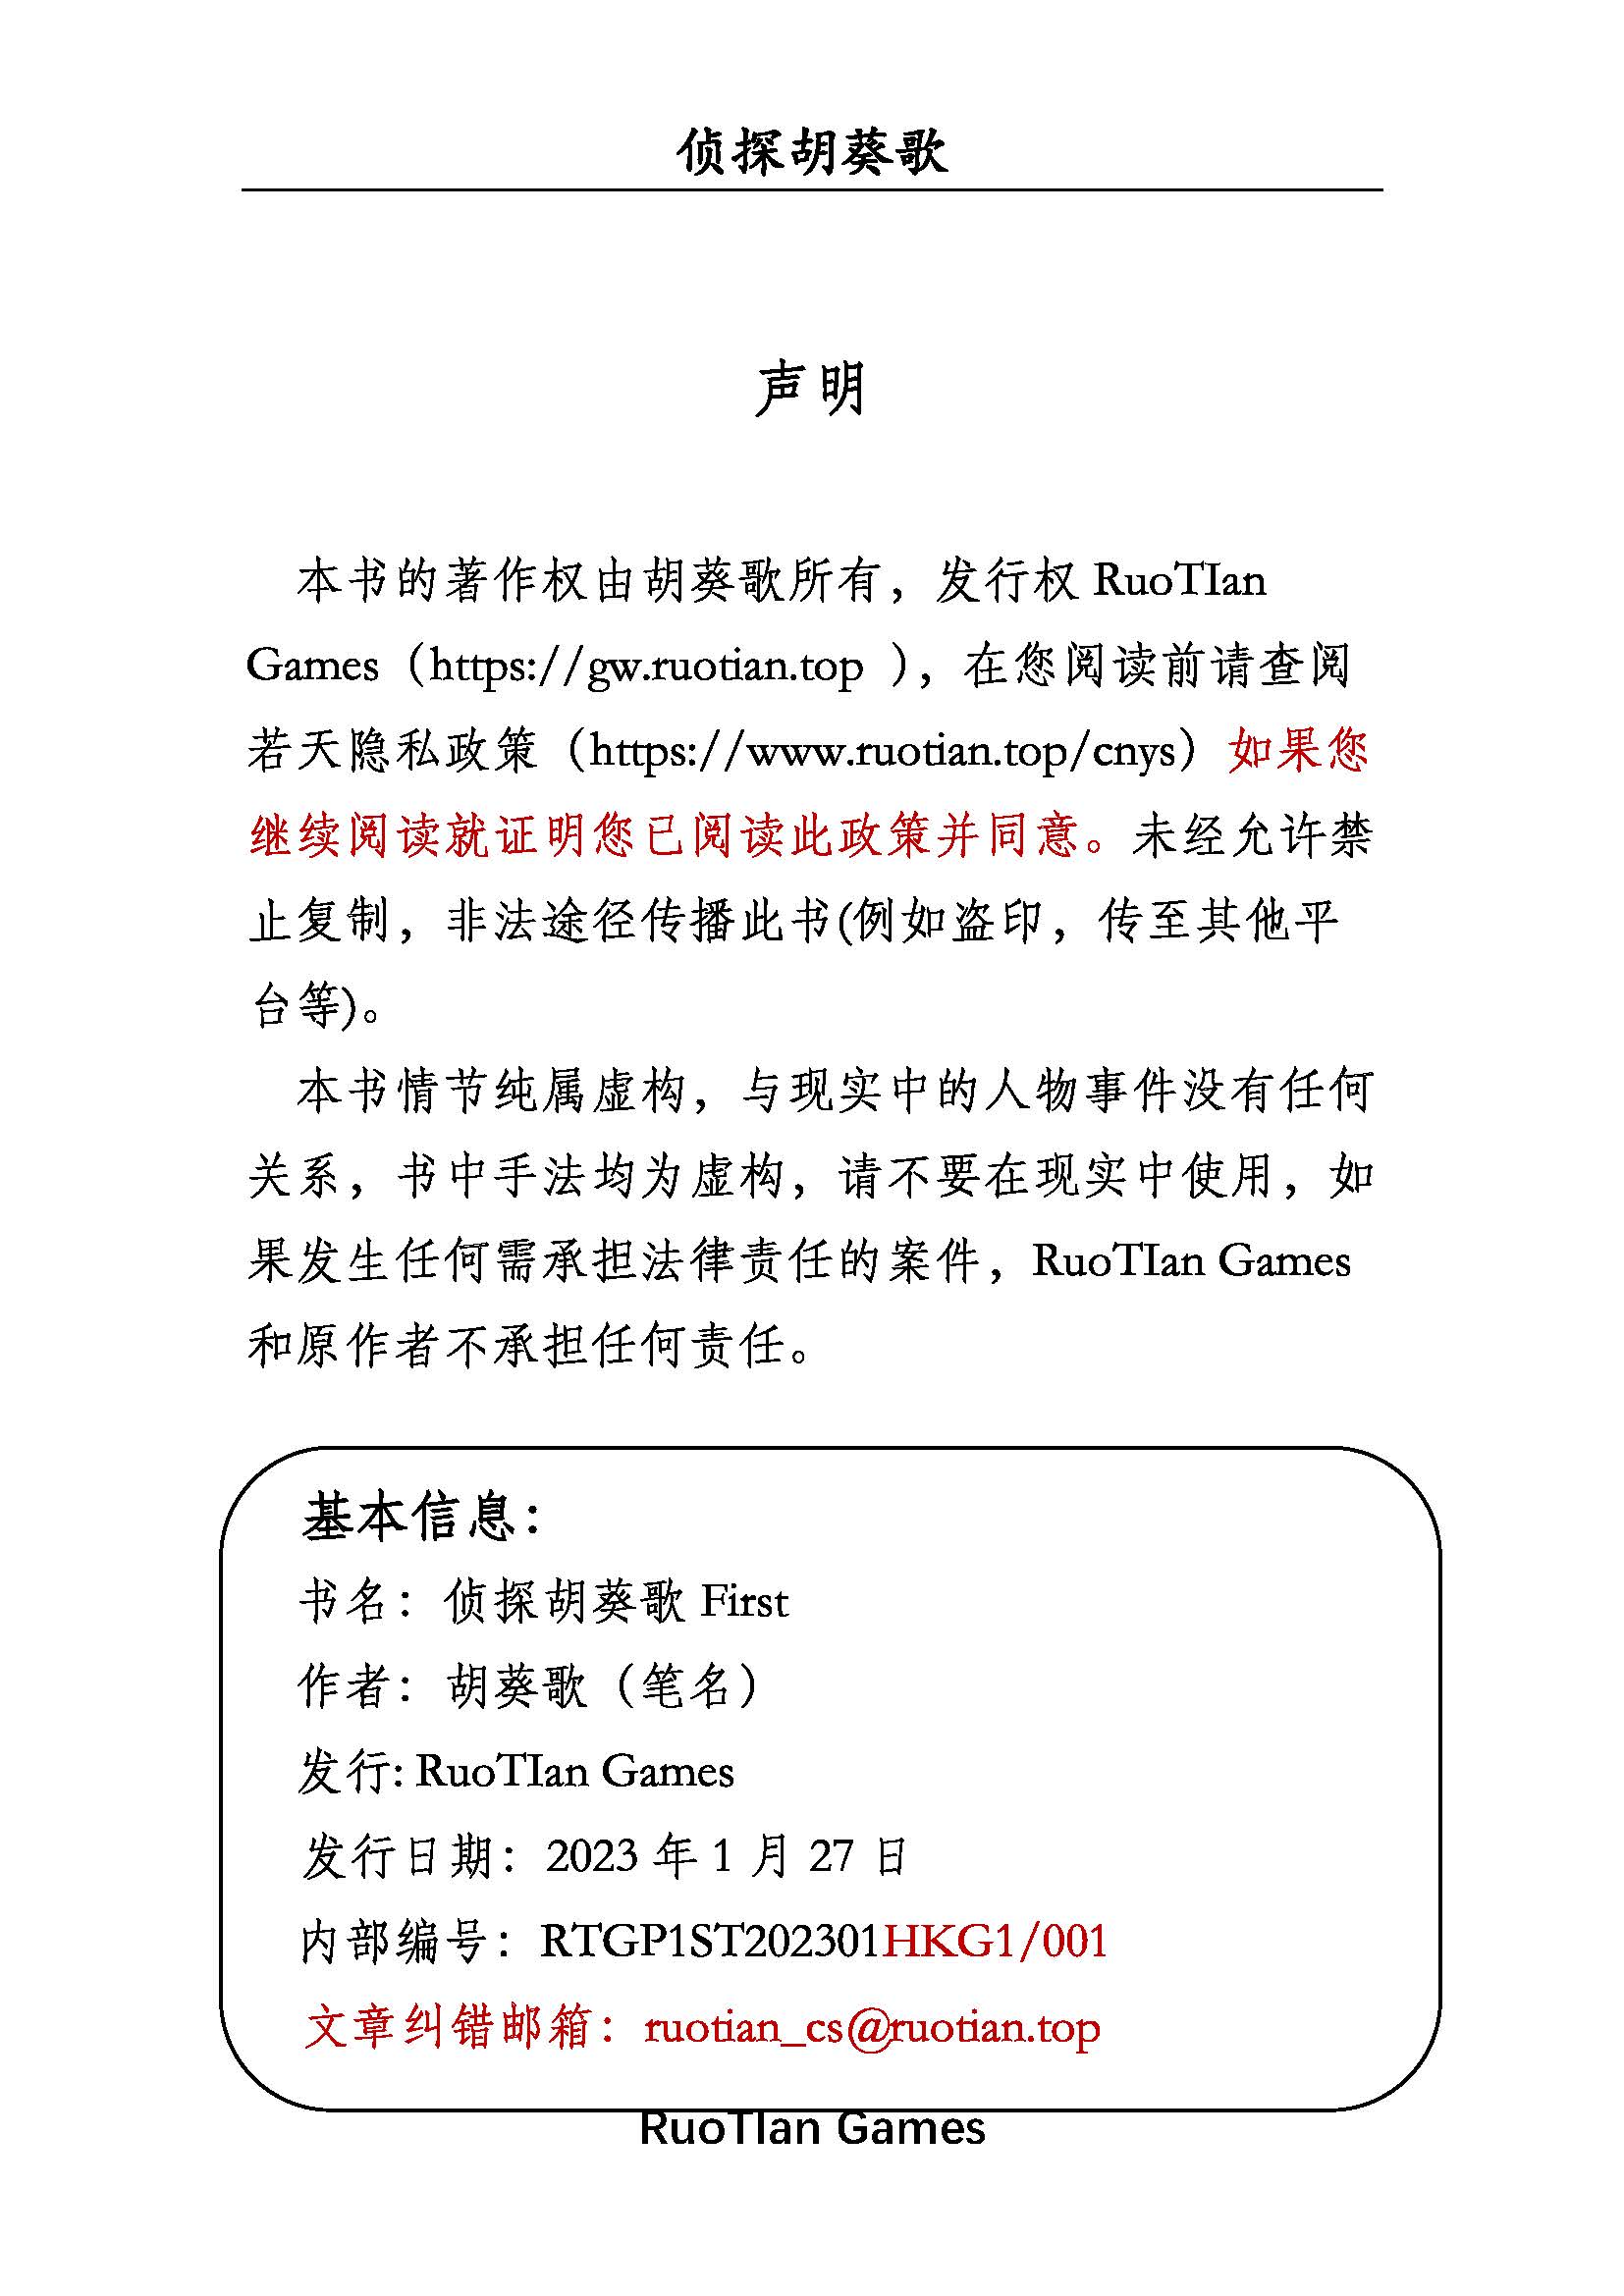 侦探胡葵歌
声明
本书的著作权由胡葵歌所有，发行权 RuoTIan
Games（https://gw.ruotian.top ），在您阅读前请查阅
若天隐私政策（https://www.ruotian.top/cnys）如果您
继续阅读就证明您已阅读此政策并同意。未经允许禁
止复制，非法途径传播此书(例如盗印，传至其他平
台等)。
本书情节纯属虚构，与现实中的人物事件没有任何
关系，书中手法均为虚构，请不要在现实中使用，如
果发生任何需承担法律责任的案件，RuoTIan Games
和原作者不承担任何责任。
基本信息：
书名：侦探胡葵歌 First
作者：胡葵歌（笔名）
发行: RuoTIan Games
发行日期：2023 年 1 月 27 日
内部编号：RTGP1ST202301HKG1/001
文章纠错邮箱：ruotian_cs@ruotian.top
RuoTIan Games